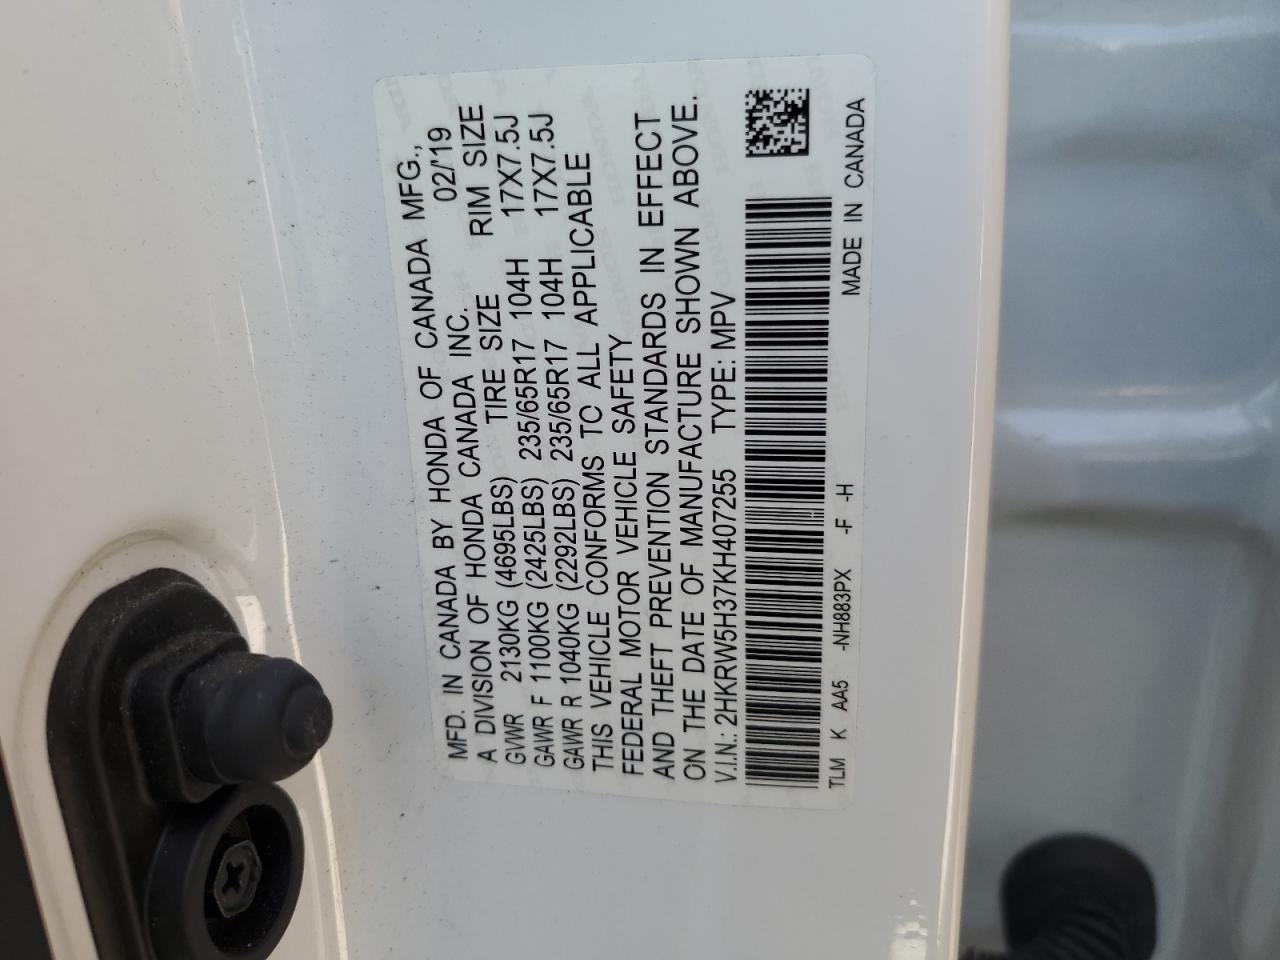 MFD. IN CANADA BY HONDA OF CANADA MFG.,
A DIVISION OF HONDA CANADA INC. 02/'19
GVWR 2130KG (4695LBS) TIRE SIZE RIM SIZE
GAWR F 1100KG (2425LBS) 235/65R17 104H 17X7.5J
GAWR R 1040KG (2292LBS) 235/65R17 104H 17X7.5J
THIS VEHICLE CONFORMS TO ALL APPLICABLE
FEDERAL MOTOR VEHICLE SAFETY
AND THEFT PREVENTION STANDARDS IN EFFECT
ON THE DATE OF MANUFACTURE SHOWN ABOVE.
V.I.N.: 2HKRW5H37KH407255 TYPE: MPV
TLM K AA5 -NH883PX -F -H MADE IN CANADA